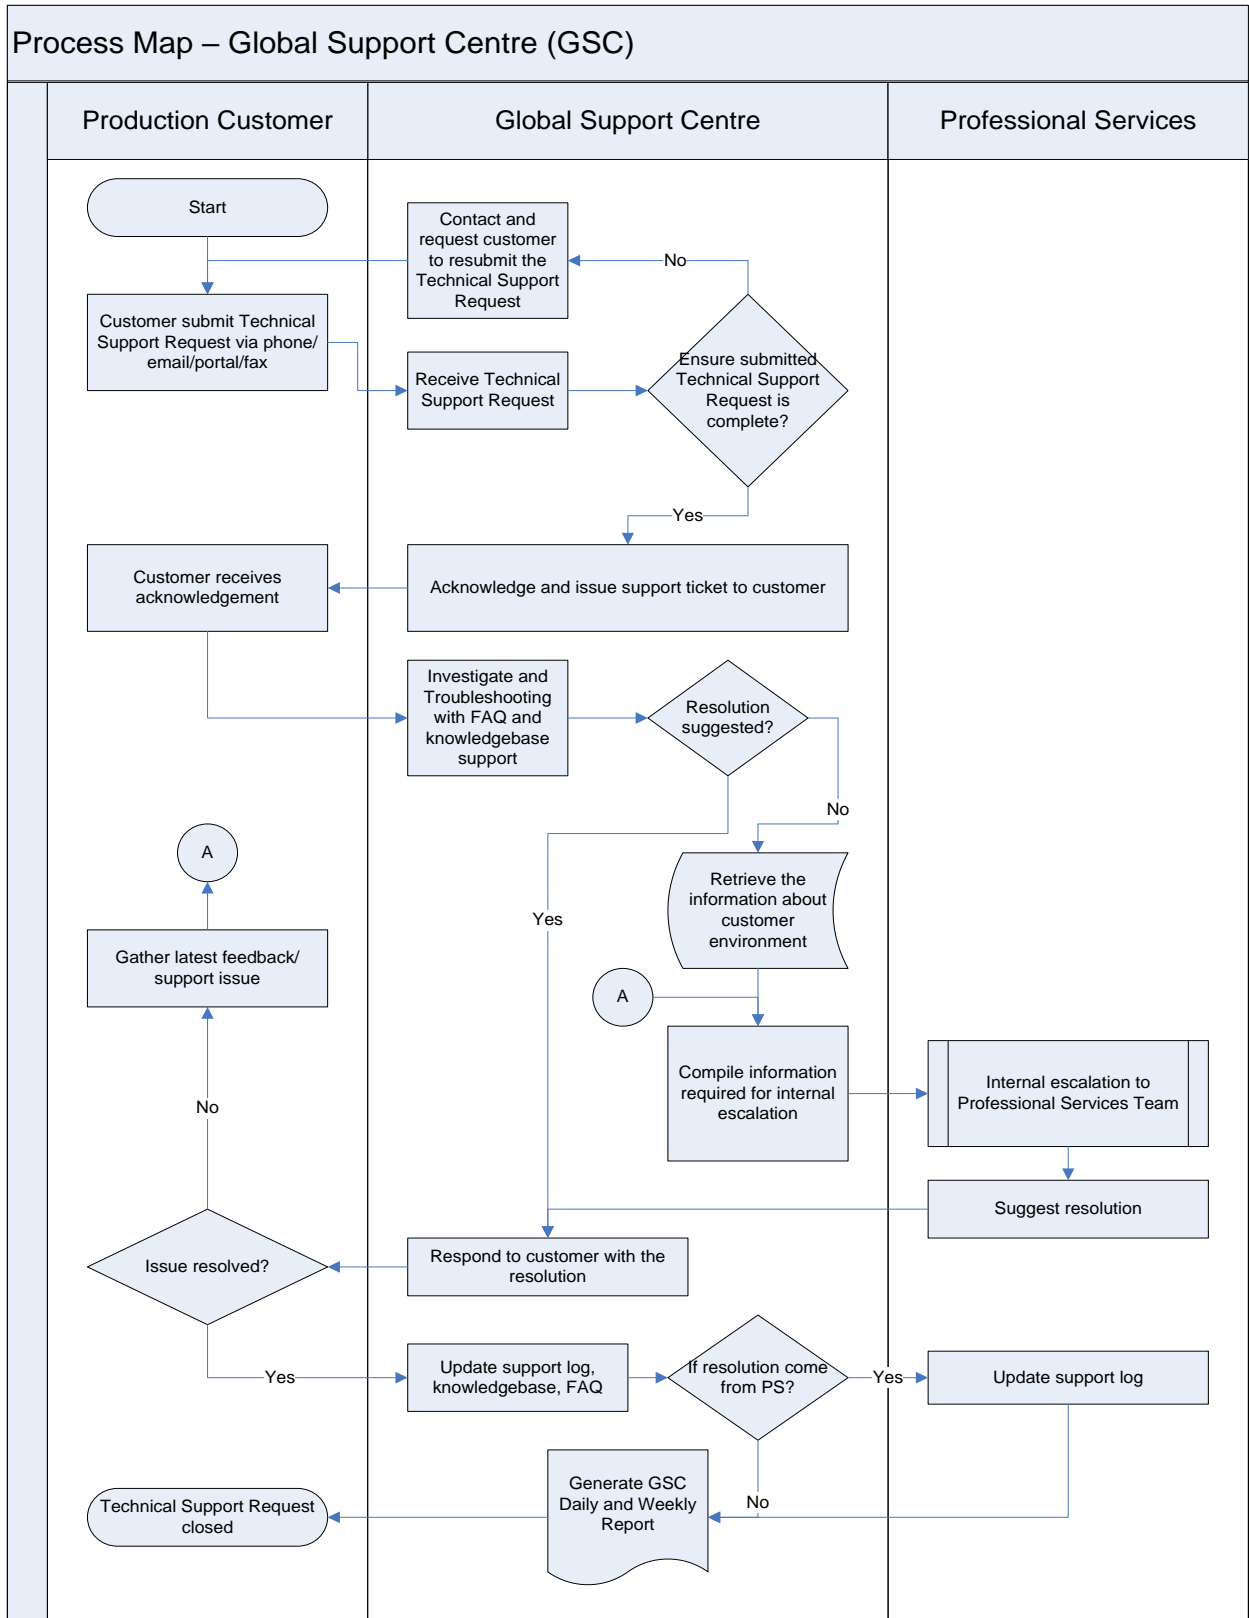 Process Map – Global Support Centre (GSC)
Production Customer
Global Support Centre
Professional Services
Start
Contact and
request customer
to resubmit the
Technical Support
Request
No
Customer submit Technical
Support Request via phone/
email/portal/fax
Receive Technical
Support Request
Ensure submitted
Technical Support
Request is
complete?
Yes
Customer receives
acknowledgement
Acknowledge and issue support ticket to customer
Investigate and
Troubleshooting
with FAQ and
knowledgebase
support
Resolution
suggested?
No
A
Retrieve the
information about
customer
environment
Yes
Gather latest feedback/
support issue
A
Compile information
required for internal
escalation
Internal escalation to
Professional Services Team
No
Suggest resolution
Issue resolved?
Respond to customer with the
resolution
Yes
Update support log,
knowledgebase, FAQ
If resolution come
from PS?
Yes
Update support log
Technical Support Request
closed
Generate GSC
Daily and Weekly
Report
No